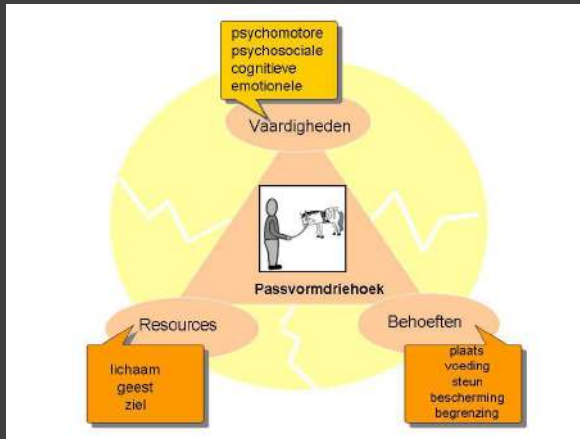 psychomotore
psychosociale
cognitieve
emotionele
Vaardigheden
Passvormdriehoek
Resources
Behoeften
lichaam
geest
ziel
plaats
voeding
steun
bescherming
begrenzing